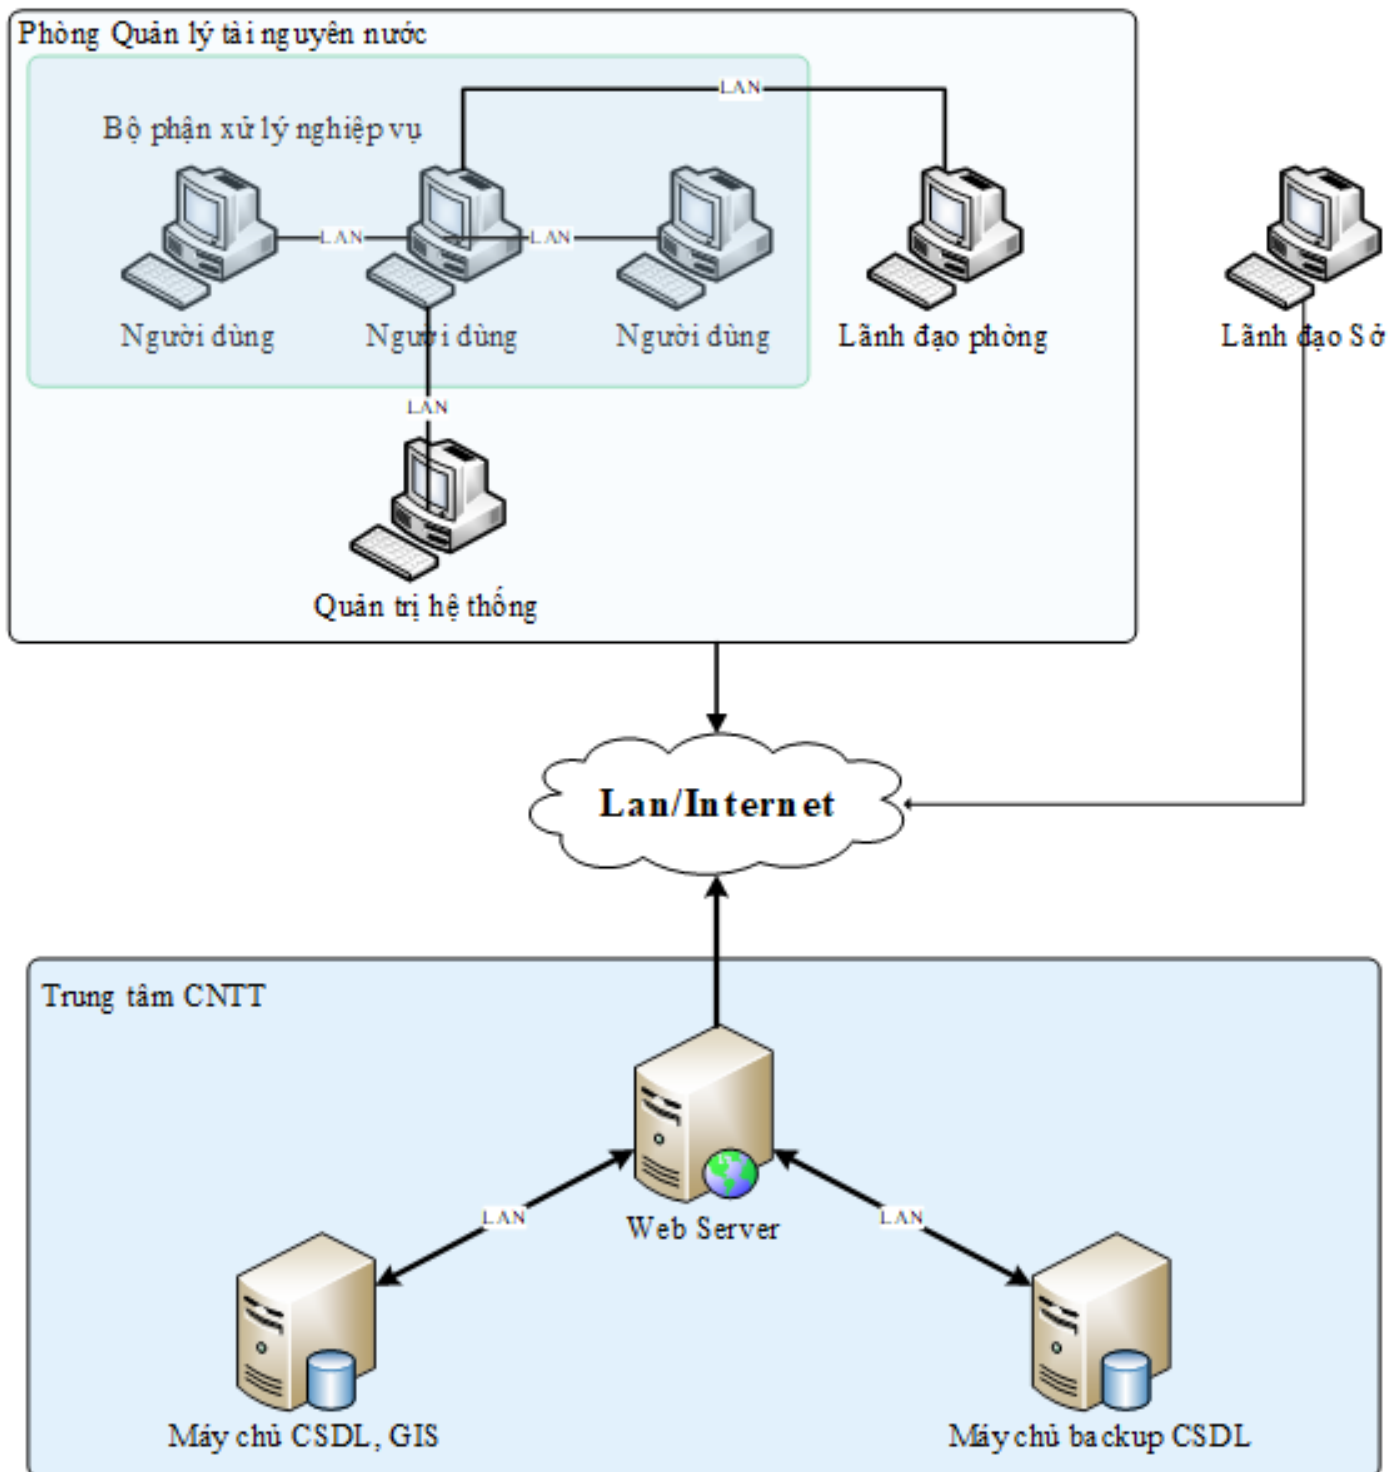 Phòng Quản lý tài nguyên nước
LAN
Bộ phận xử lý nghiệp vụ
LAN
LAN
Người dùng
Người dùng
Người dùng
Lãnh đạo phòng
Lãnh đạo Sở
LAN
Quản trị hệ thống
Lan/Internet
Trung tâm CNTT
LAN
Web Server
LAN
Máy chủ CSDL, GIS
Máy chủ backup CSDL